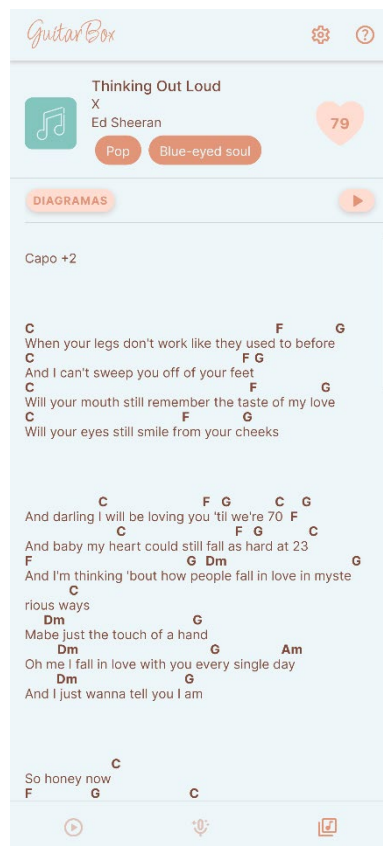 GuitarBox
Thinking Out Loud
X
Ed Sheeran
79
Pop Blue-eyed soul
DIAGRAMAS
Capo +2
C F G
When your legs don't work like they used to before
C F G
And I can't sweep you off of your feet
C F G
Will your mouth still remember the taste of my love
C F G
Will your eyes still smile from your cheeks
C F G C G
And darling I will be loving you 'til we're 70 F
C F G C
And baby my heart could still fall as hard at 23
F G Dm G
And I'm thinking 'bout how people fall in love in myste
C
rious ways
Dm G
Mabe just the touch of a hand
Dm G Am
Oh me I fall in love with you every single day
Dm G
And I just wanna tell you I am
C
So honey now
F G C